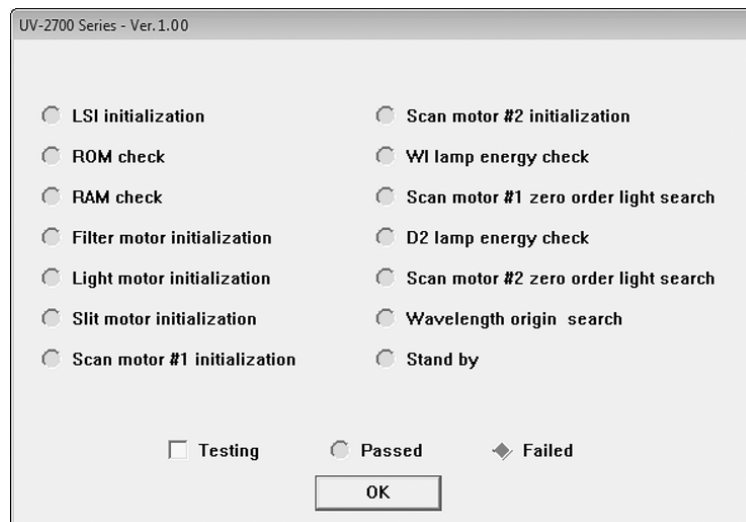 UV-2700 Series - Ver.1.00
LSI initialization
ROM check
RAM check
Filter motor initialization
Light motor initialization
Slit motor initialization
Scan motor #1 initialization
Scan motor #2 initialization
WI lamp energy check
Scan motor #1 zero order light search
D2 lamp energy check
Scan motor #2 zero order light search
Wavelength origin search
Stand by
Testing Passed Failed
OK